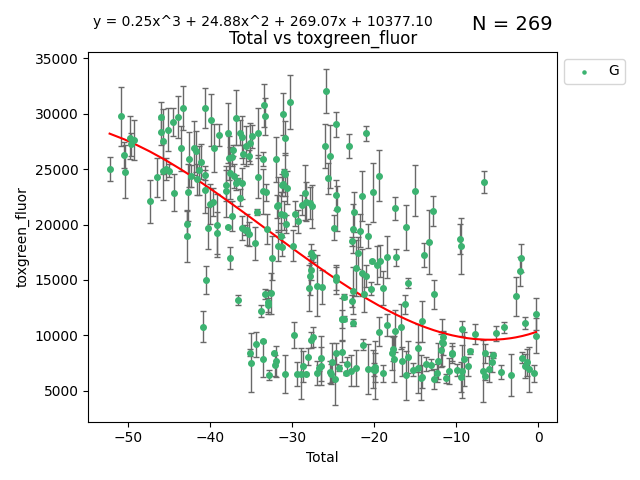 y = 0.25x^3 + 24.88x^2 + 269.07x + 10377.10
N = 269
Total vs toxgreen_fluor
G
35000
30000
25000
20000
15000
10000
5000
toxgreen_fluor
−50 −40 −30 −20 −10 0
Total